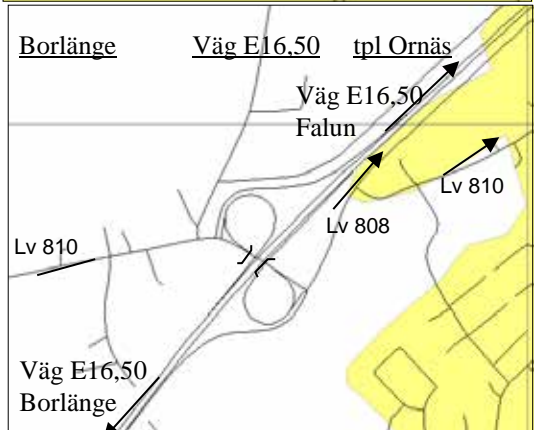 Borlänge Väg E16,50 tpl Ornäs
Väg E16,50
Falun
Lv 810
Lv 808
Lv 810
Väg E16,50
Borlänge